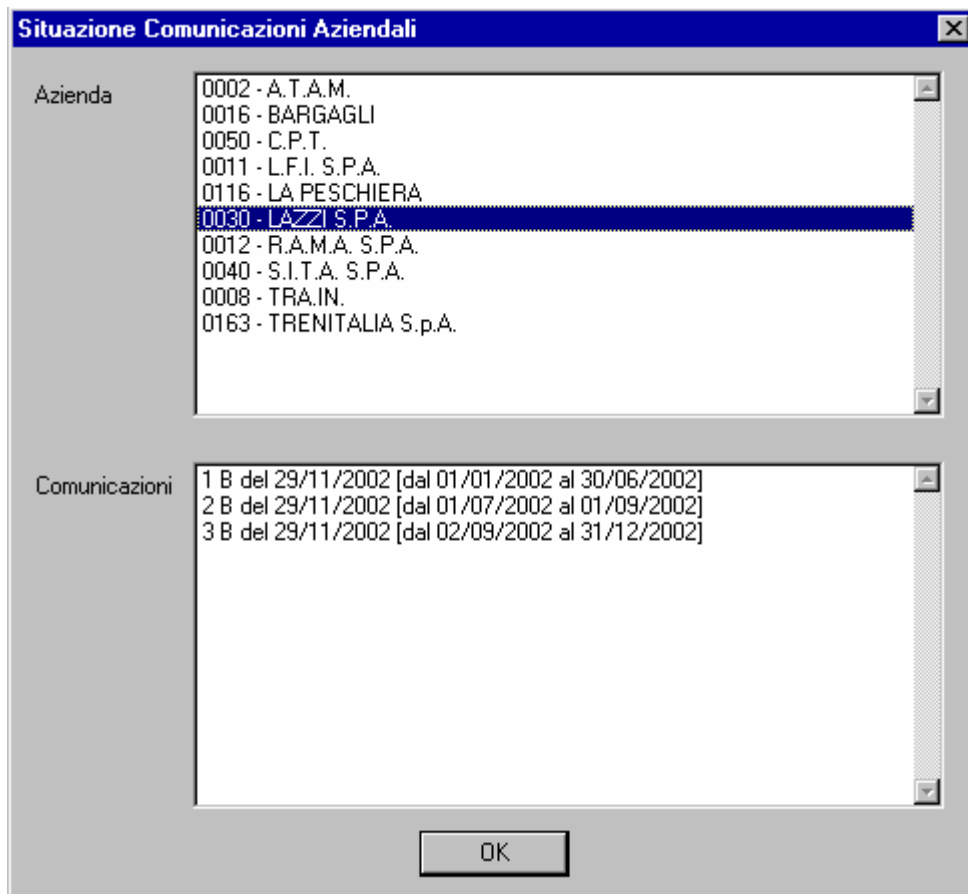 Situazione Comunicazioni Aziendali
Azienda
0002 - A.T.A.M.
0016 - BARGAGLI
0050 - C.P.T.
0011 - L.F.I. S.P.A.
0116 - LA PESCHIERA
0030 - LAZZI S.P.A.
0012 - R.A.M.A. S.P.A.
0040 - S.I.T.A. S.P.A.
0008 - TRA.IN.
0163 - TRENITALIA S.p.A.
Comunicazioni
1 B del 29/11/2002 [dal 01/01/2002 al 30/06/2002]
2 B del 29/11/2002 [dal 01/07/2002 al 01/09/2002]
3 B del 29/11/2002 [dal 02/09/2002 al 31/12/2002]
OK